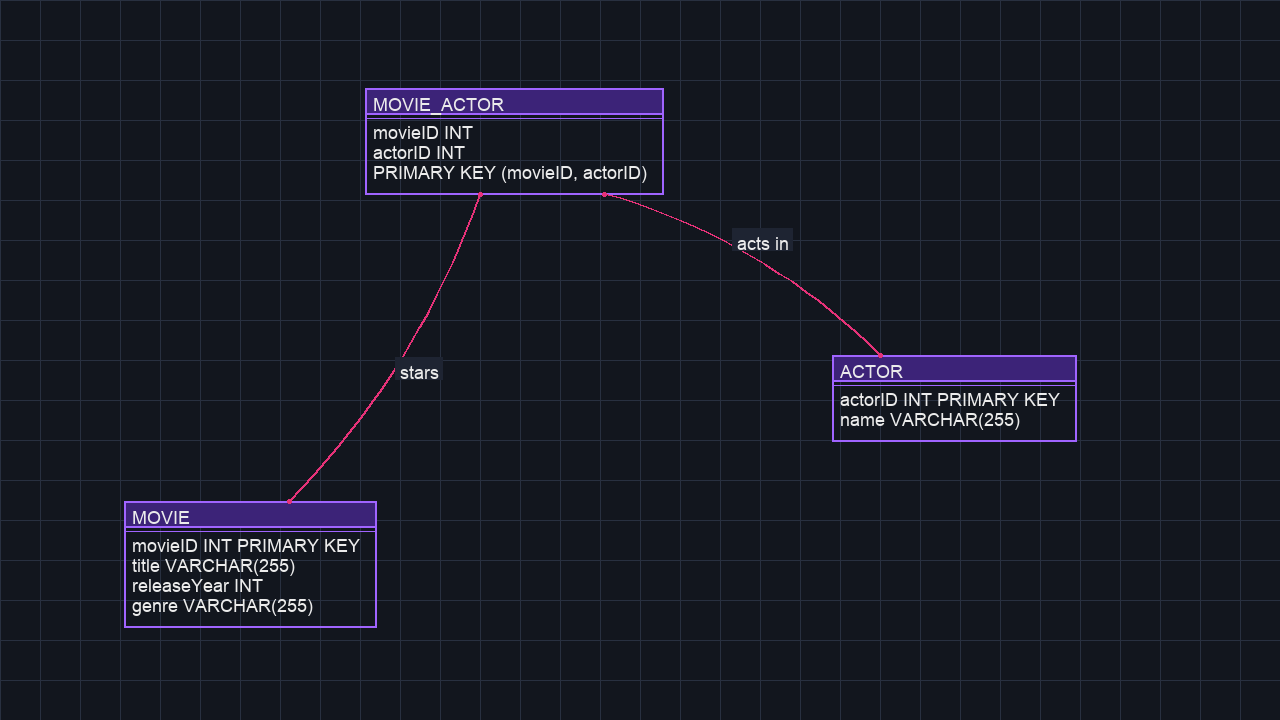 MOVIE_ACTOR
movieID INT
actorID INT
PRIMARY KEY (movieID, actorID)
acts in
stars
ACTOR
actorID INT PRIMARY KEY
name VARCHAR(255)
MOVIE
movieID INT PRIMARY KEY
title VARCHAR(255)
releaseYear INT
genre VARCHAR(255)